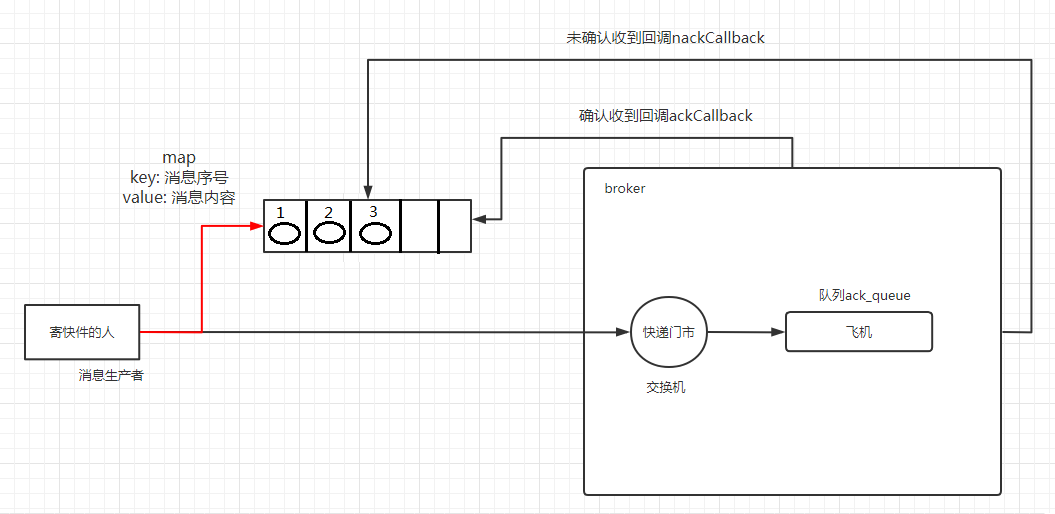 未确认收到回调nackCallback
确认收到回调ackCallback
map
key: 消息序号
value: 消息内容
1
2
3
broker
队列ack_queue
寄快件的人
快递门市
飞机
消息生产者
交换机